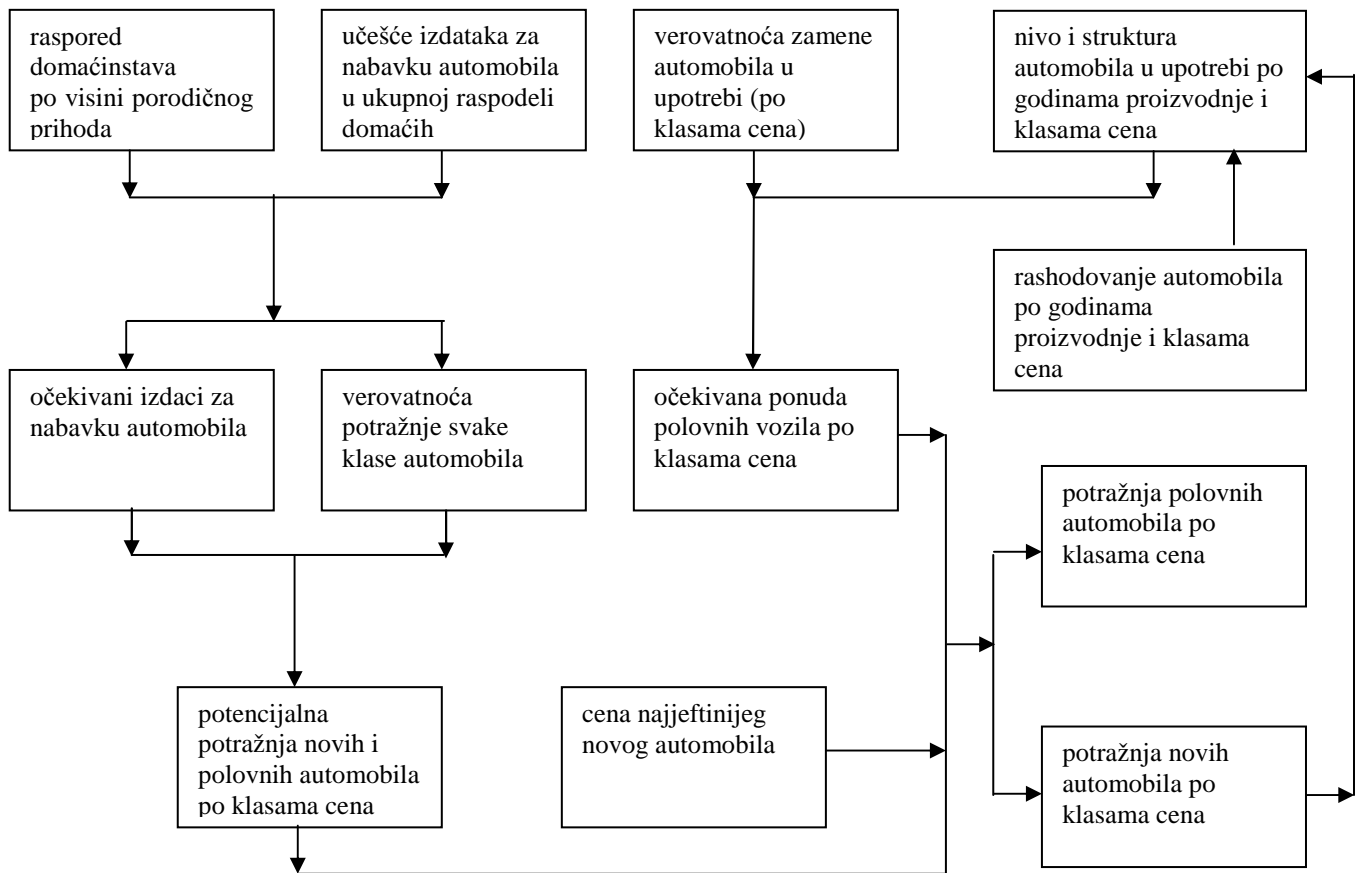 raspored
domaćinstava
po visini porodičnog
prihoda
učešće izdataka za
nabavku automobila
u ukupnoj raspodeli
domaćih
verovatnoća zamene
automobila u
upotrebi (po
klasama cena)
nivo i struktura
automobila u upotrebi po
godinama proizvodnje i
klasama cena
rashodovanje automobila
po godinama
proizvodnje i klasama
cena
očekivani izdaci za
nabavku automobila
verovatnoća
potražnje svake
klase automobila
očekivana ponuda
polovnih vozila po
klasama cena
potražnja polovnih
automobila po
klasama cena
potencijalna
potražnja novih i
polovnih automobila
po klasama cena
cena najjeftinijeg
novog automobila
potražnja novih
automobila po
klasama cena